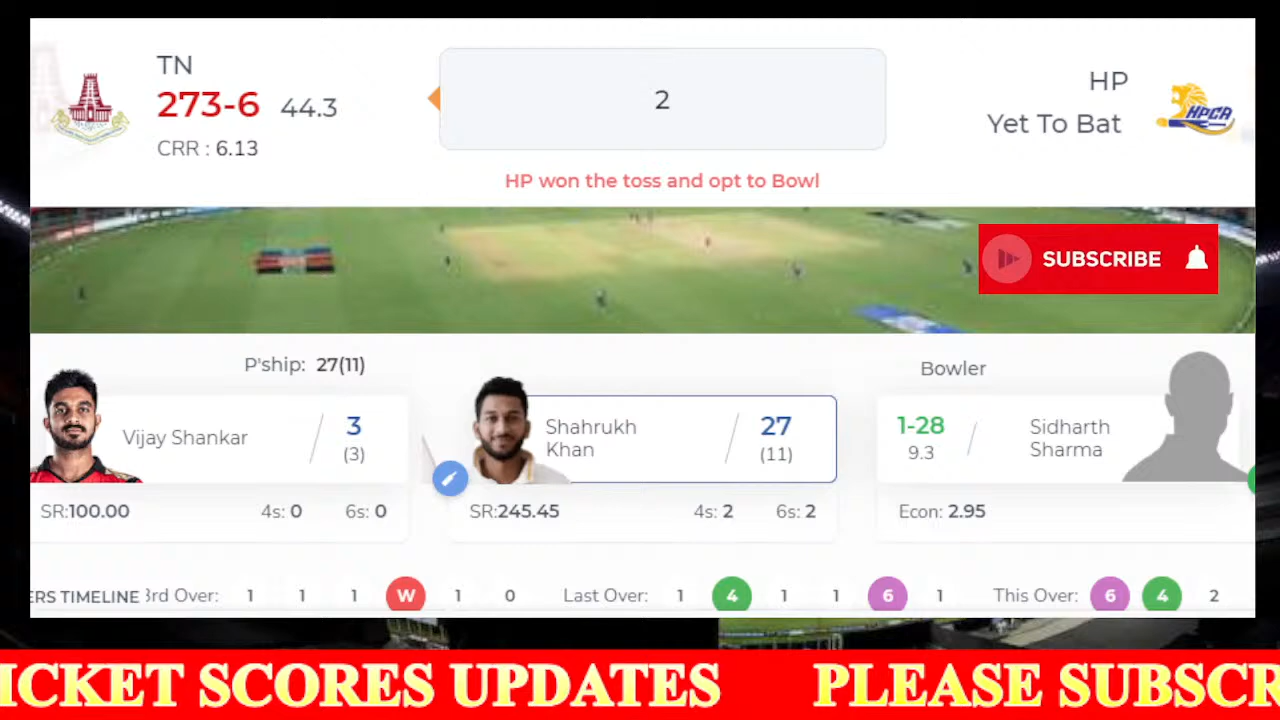 TN
273-6 44.3
CRR : 6.13
2
HP
Yet To Bat
HPCA
HP won the toss and opt to Bowl
SUBSCRIBE
P'ship: 27(11)
Vijay Shankar
3
(3)
SR:100.00 4s: 0 6s: 0
Shahrukh
Khan
27
(11)
SR:245.45 4s: 2 6s: 2
Bowler
1-28
9.3
Sidharth
Sharma
Econ: 2.95
ERS TIMELINE 3rd Over: 1 1 1 W 1 0 Last Over: 1 4 1 1 6 1 This Over: 6 4 2
ICKET SCORES UPDATES PLEASE SUBSCR